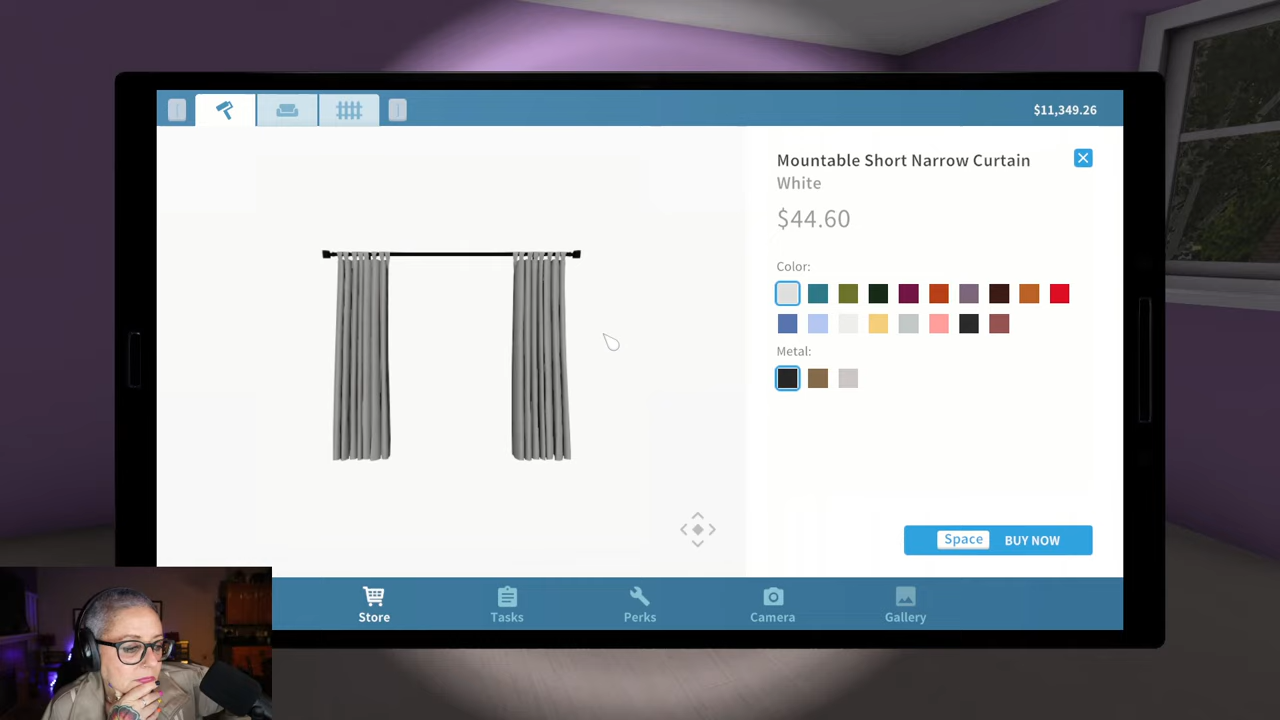 $11,349.26
Mountable Short Narrow Curtain
White
$44.60
Color:
Metal:
Space BUY NOW
Store Tasks Perks Camera Gallery